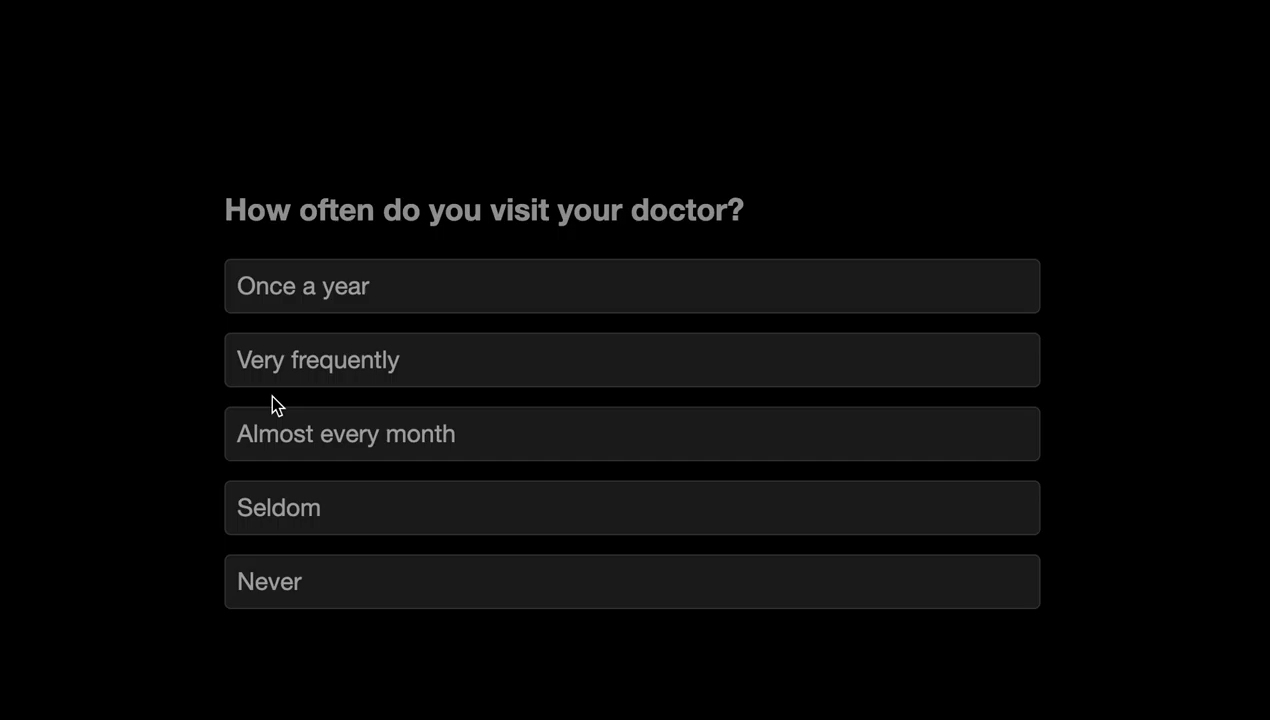 How often do you visit your doctor?
Once a year
Very frequently
Almost every month
Seldom
Never